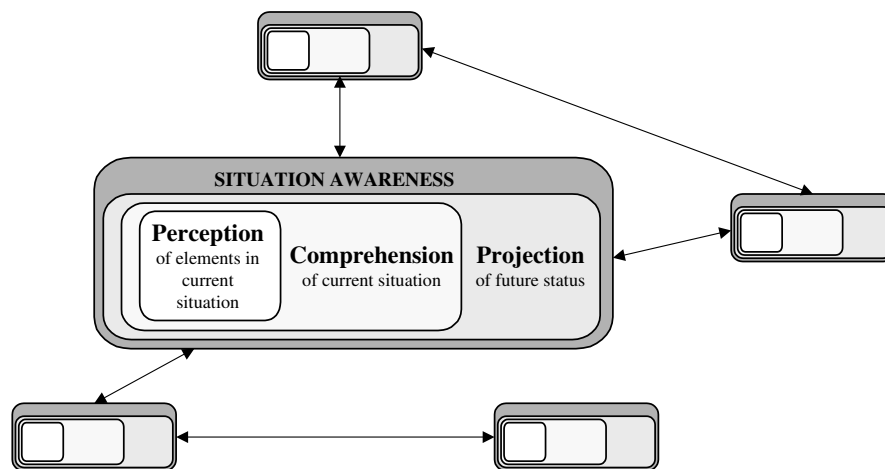 SITUATION AWARENESS
Perception
of elements in
current
situation
Comprehension
of current situation
Projection
of future status